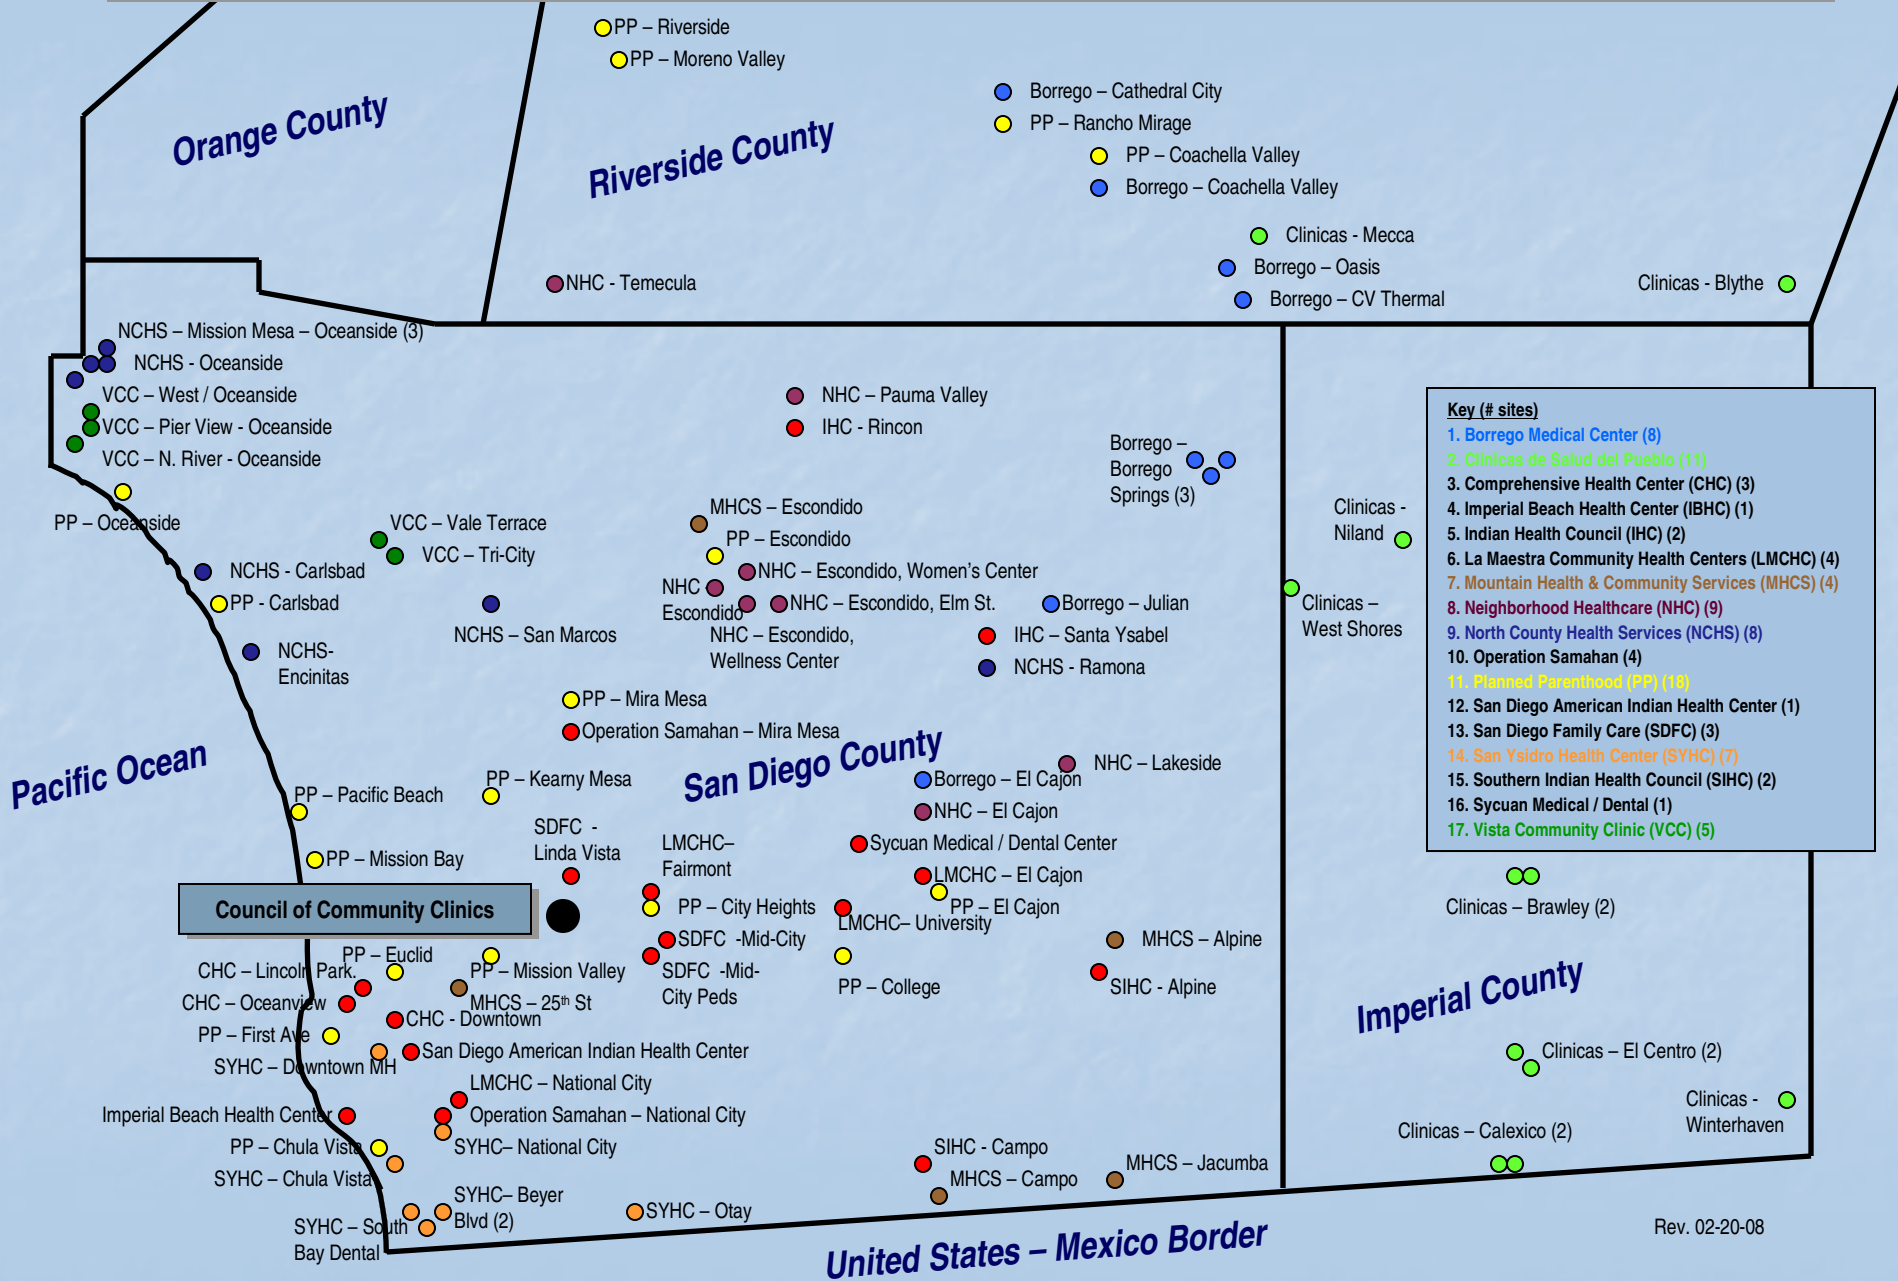 PP – Riverside
PP – Moreno Valley
Borrego – Cathedral City
PP – Rancho Mirage
PP – Coachella Valley
Borrego – Coachella Valley
Orange County
Riverside County
Clinicas - Mecca
Borrego – Oasis
Borrego – CV Thermal
Clinicas - Blythe
NHC - Temecula
NCHS – Mission Mesa – Oceanside (3)
NCHS - Oceanside
VCC – West / Oceanside
VCC – Pier View - Oceanside
VCC – N. River - Oceanside
PP – Oceanside
NHC – Pauma Valley
IHC - Rincon
Borrego –
Borrego
Springs (3)
Clinicas -
Niland
Clinicas –
West Shores
Key (# sites)
1. Borrego Medical Center (8)
2. Clinicas de Salud del Pueblo (11)
3. Comprehensive Health Center (CHC) (3)
4. Imperial Beach Health Center (IBHC) (1)
5. Indian Health Council (IHC) (2)
6. La Maestra Community Health Centers (LMCHC) (4)
7. Mountain Health & Community Services (MHCS) (4)
8. Neighborhood Healthcare (NHC) (9)
9. North County Health Services (NCHS) (8)
10. Operation Samahan (4)
11. Planned Parenthood (PP) (18)
12. San Diego American Indian Health Center (1)
13. San Diego Family Care (SDFC) (3)
14. San Ysidro Health Center (SYHC) (7)
15. Southern Indian Health Council (SIHC) (2)
16. Sycuan Medical / Dental (1)
17. Vista Community Clinic (VCC) (5)
VCC – Vale Terrace
VCC – Tri-City
MHCS – Escondido
PP – Escondido
NHC – Escondido, Women's Center
NHC -
Escondido
NHC – Escondido, Elm St.
NHC – Escondido,
Wellness Center
NCHS - Carlsbad
PP - Carlsbad
NCHS – San Marcos
NCHS-
Encinitas
Borrego – Julian
IHC – Santa Ysabel
NCHS - Ramona
PP – Mira Mesa
Operation Samahan – Mira Mesa
San Diego County
Pacific Ocean
PP – Kearny Mesa
PP – Pacific Beach
PP – Mission Bay
NHC – Lakeside
Borrego – El Cajon
NHC – El Cajon
Sycuan Medical / Dental Center
LMCHC – El Cajon
PP – El Cajon
SDFC -
Linda Vista
LMCHC–
Fairmont
PP – City Heights
LMCHC– University
Council of Community Clinics
SDFC -Mid-City
SDFC -Mid-
City Peds
PP – College
MHCS – Alpine
SIHC - Alpine
Clinicas – Brawley (2)
Imperial County
PP – Euclid
CHC – Lincoln Park.
CHC – Oceanview
PP – Mission Valley
MHCS – 25th St
CHC - Downtown
PP – First Ave
San Diego American Indian Health Center
SYHC – Downtown MH
LMCHC – National City
Imperial Beach Health Center
Operation Samahan – National City
SYHC– National City
PP – Chula Vista
SYHC – Chula Vista
SYHC– Beyer
Blvd (2)
SYHC – South
Bay Dental
SYHC – Otay
SIHC - Campo
MHCS – Campo
MHCS – Jacumba
Clinicas – El Centro (2)
Clinicas -
Winterhaven
Clinicas – Calexico (2)
United States – Mexico Border
Rev. 02-20-08